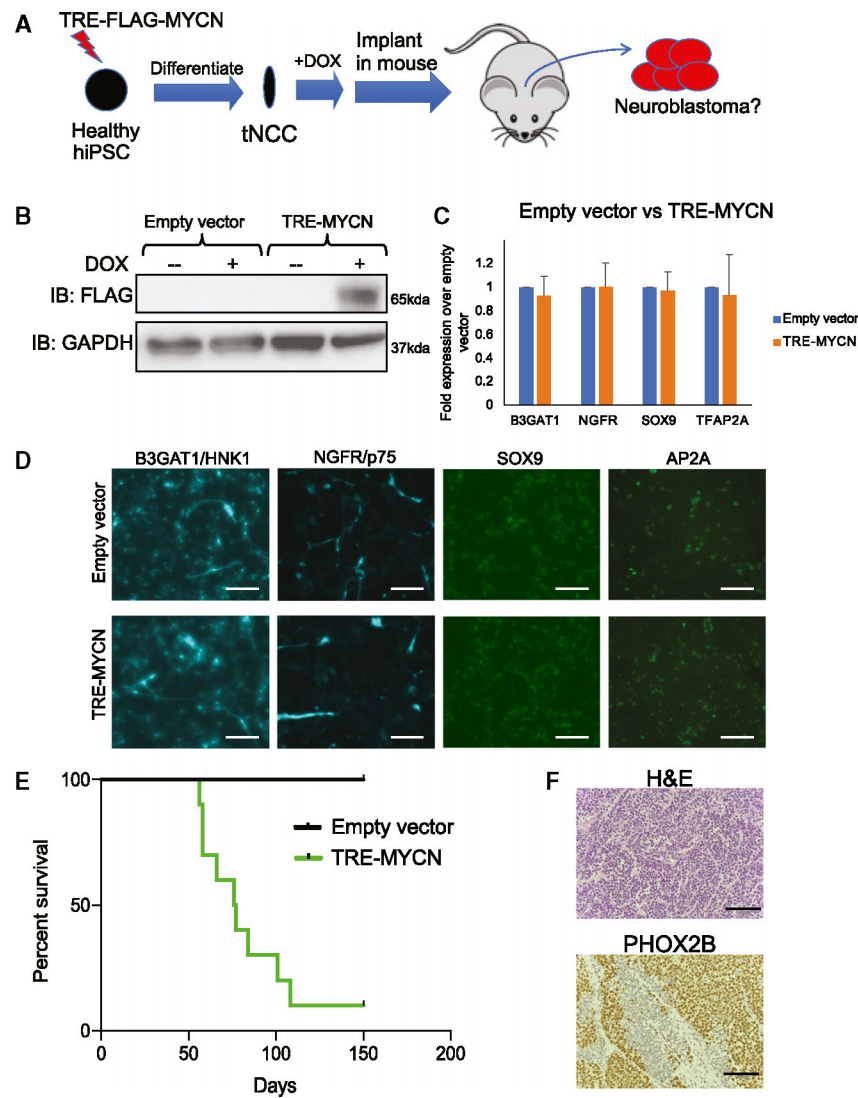 A
TRE-FLAG-MYCN
Differentiate
+DOX
Implant
in mouse
Healthy
hiPSC
tNCC
Neuroblastoma?
B
Empty vector TRE-MYCN
DOX -- + -- +
IB: FLAG 65kda
IB: GAPDH 37kda
C
Empty vector vs TRE-MYCN
Fold expression over empty
vector
1.2
1
0.8
0.6
0.4
0.2
0
B3GAT1 NGFR SOX9 TFAP2A
Empty vector
TRE-MYCN
D
B3GAT1/HNK1 NGFR/p75 SOX9 AP2A
Empty vector
TRE-MYCN
E
Percent survival
100
50
0
0 50 100 150 200
Days
Empty vector
TRE-MYCN
F
H&E
PHOX2B